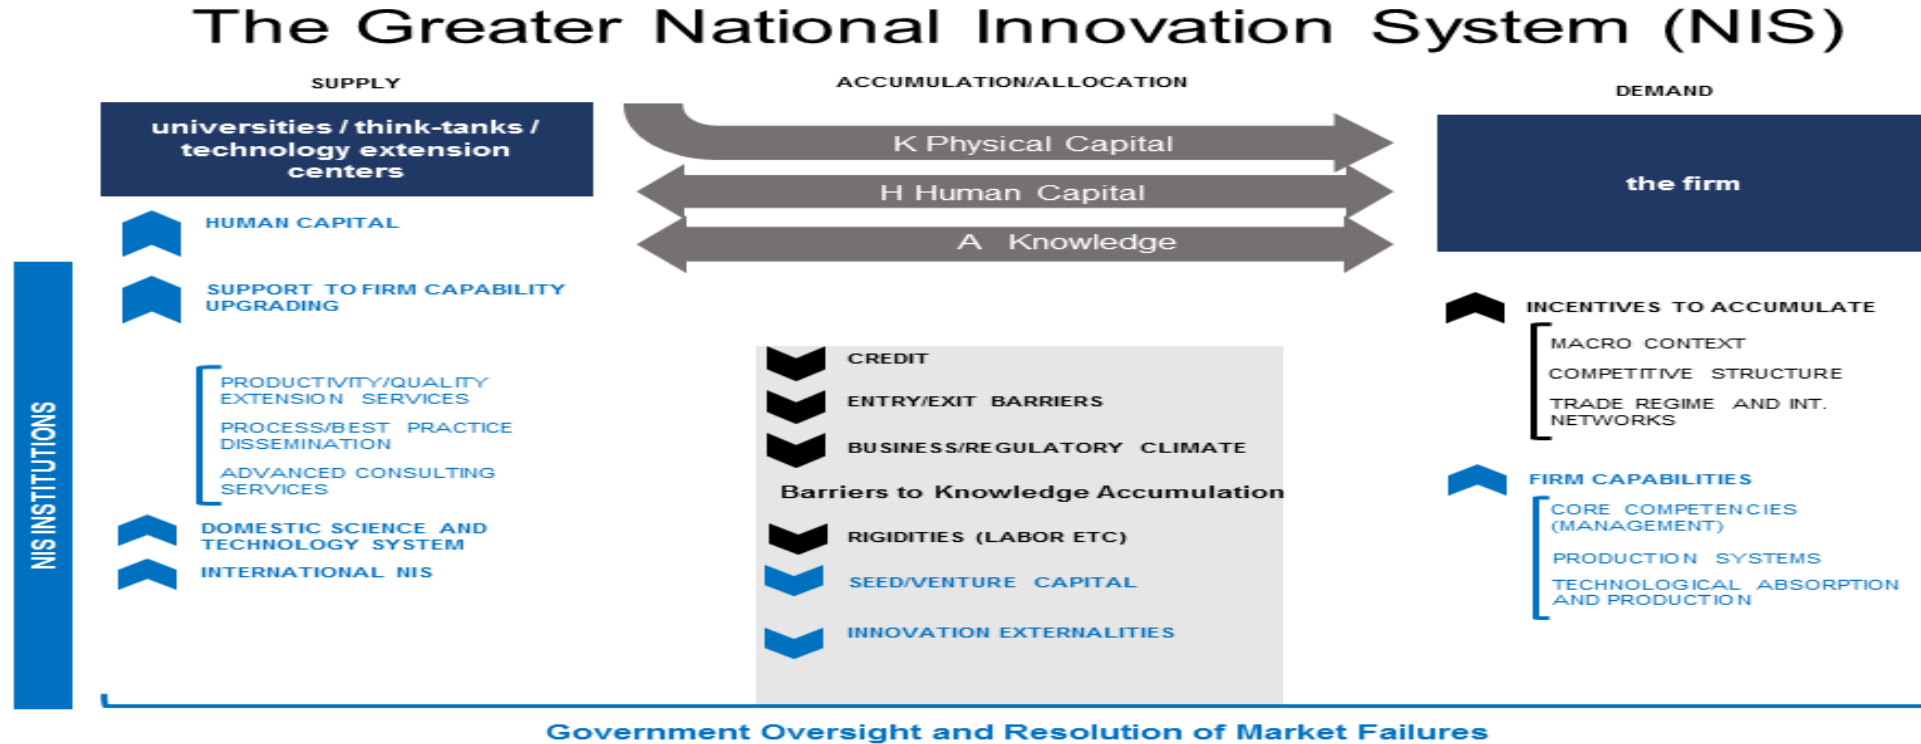 The Greater National Innovation System (NIS)
SUPPLY
universities / think-tanks /
technology extension
centers
HUMAN CAPITAL
SUPPORT TO FIRM CAPABILITY
UPGRADING
PRODUCTIVITY/QUALITY
EXTENSION SERVICES
PROCESS/BEST PRACTICE
DISSEMINATION
ADVANCED CONSULTING
SERVICES
DOMESTIC SCIENCE AND
TECHNOLOGY SYSTEM
INTERNATIONAL NIS
NIS INSTITUTIONS
ACCUMULATION/ALLOCATION
K Physical Capital
H Human Capital
A Knowledge
CREDIT
ENTRY/EXIT BARRIERS
BUSINESS/REGULATORY CLIMATE
Barriers to Knowledge Accumulation
RIGIDITIES (LABOR ETC)
SEED/VENTURE CAPITAL
INNOVATION EXTERNALITIES
DEMAND
the firm
INCENTIVES TO ACCUMULATE
MACRO CONTEXT
COMPETITIVE STRUCTURE
TRADE REGIME AND INT.
NETWORKS
FIRM CAPABILITIES
CORE COMPETENCIES
(MANAGEMENT)
PRODUCTION SYSTEMS
TECHNOLOGICAL ABSORPTION
AND PRODUCTION
Government Oversight and Resolution of Market Failures